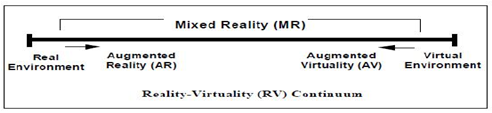 Mixed Reality (MR)
Real Environment
Augmented Reality (AR)
Augmented Virtuality (AV)
Virtual Environment
Reality-Virtuality (RV) Continuum